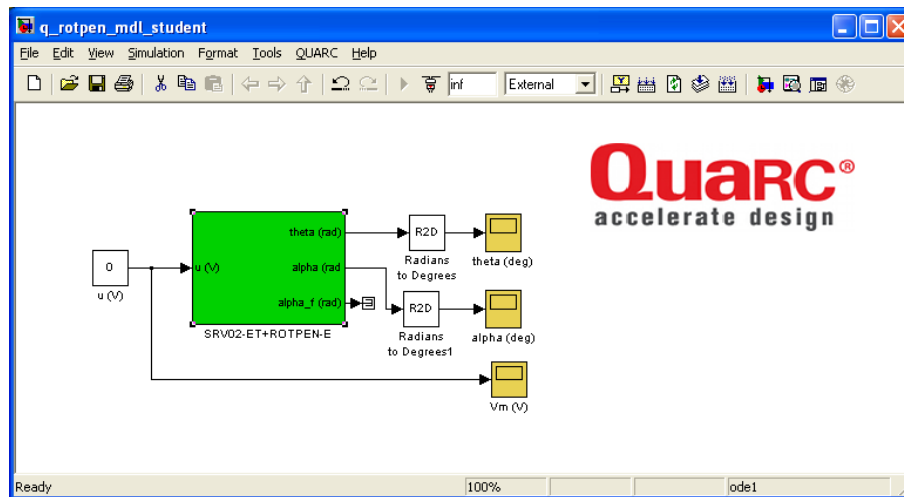 q_rotpen_mdl_student
File Edit View Simulation Format Tools QUARC Help
inf External
QUARC®
accelerate design
theta (rad)
R2D
Radians
to Degrees
theta (deg)
0
u (V)
u (V)
alpha (rad
alpha_f (rad)
SRV02-ET+ROTPEN-E
R2D
Radians
to Degrees1
alpha (deg)
Vm (V)
Ready 100% ode1